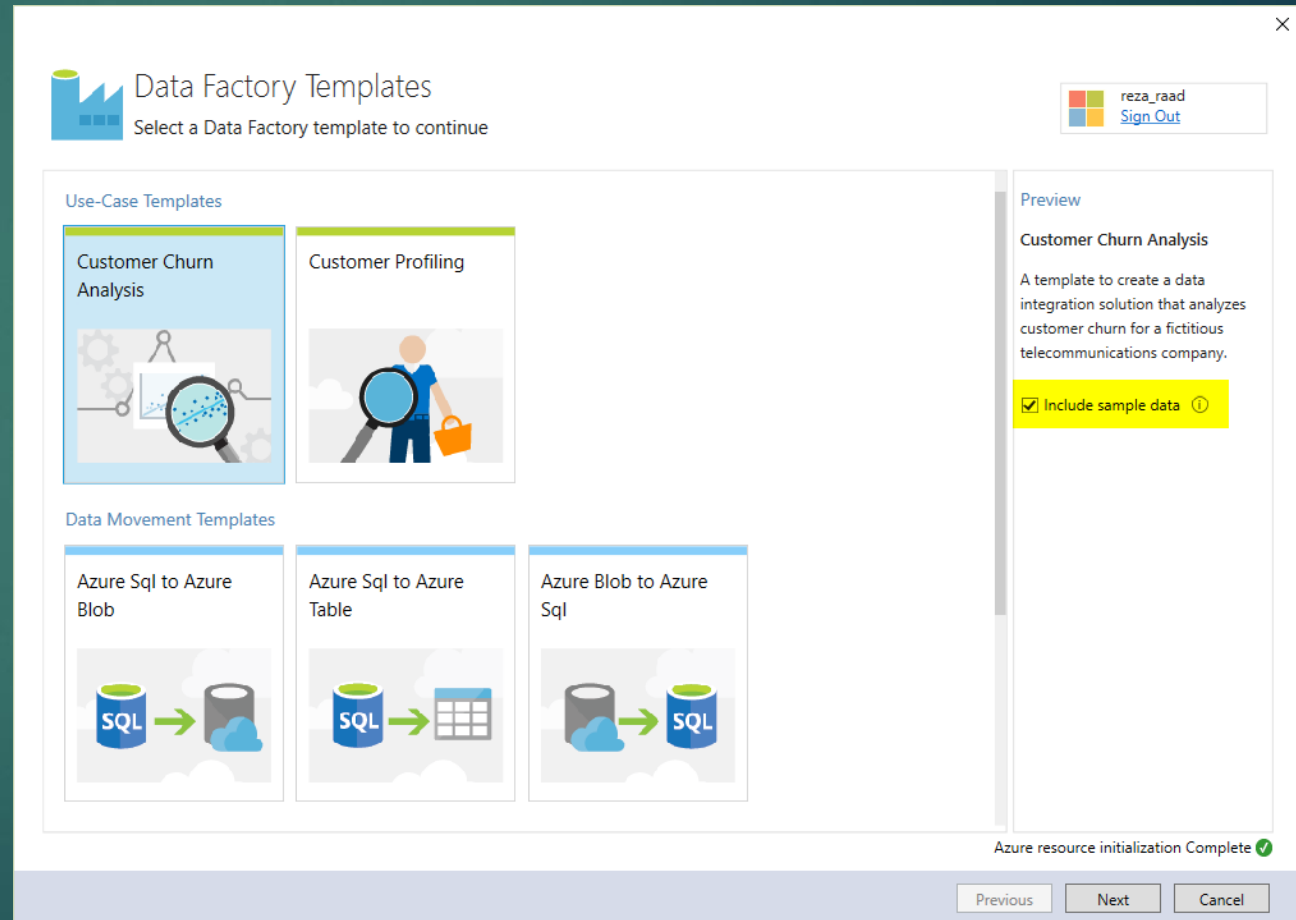 Data Factory Templates
Select a Data Factory template to continue
reza_raad
Sign Out
Use-Case Templates
Customer Churn
Analysis
Customer Profiling
Data Movement Templates
Azure Sql to Azure
Blob
SQL
Azure Sql to Azure
Table
SQL
Azure Blob to Azure
Sql
SQL
Preview
Customer Churn Analysis
A template to create a data
integration solution that analyzes
customer churn for a fictitious
telecommunications company.
Include sample data
Azure resource initialization Complete
Previous
Next
Cancel